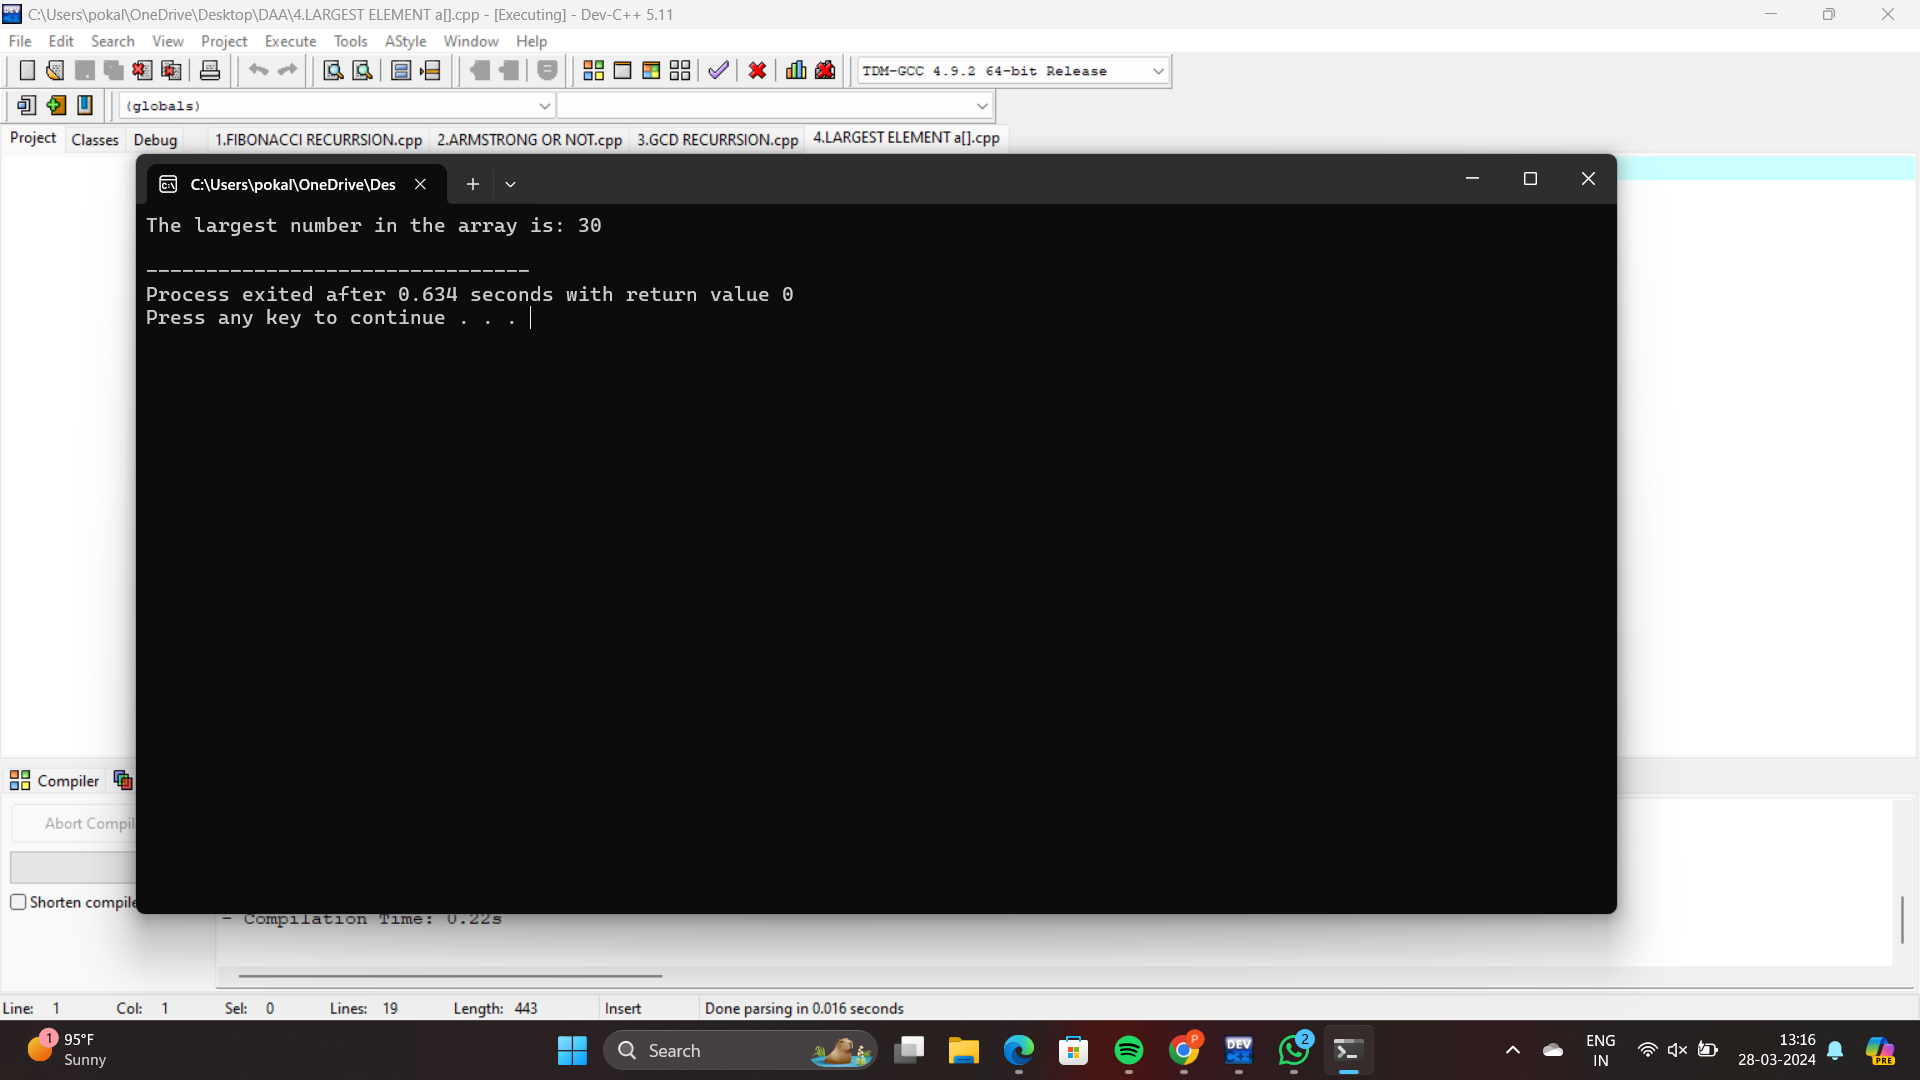 C:\Users\pokal\OneDrive\Desktop\DAA\4.LARGEST ELEMENT a[].cpp - [Executing] - Dev-C++ 5.11
File Edit Search View Project Execute Tools AStyle Window Help
TDM-GCC 4.9.2 64-bit Release
(globals)
Project Classes Debug 1.FIBONACCI RECURRSION.cpp 2.ARMSTRONG OR NOT.cpp 3.GCD RECURRSION.cpp 4.LARGEST ELEMENT a[].cpp
C:\Users\pokal\OneDrive\Des
The largest number in the array is: 30
--------------------------------
Process exited after 0.634 seconds with return value 0
Press any key to continue . . .
Compiler
Abort Compil
Shorten compile
- Compilation Time: 0.22s
Line: 1 Col: 1 Sel: 0 Lines: 19 Length: 443 Insert Done parsing in 0.016 seconds
1 95°F
Sunny
Search
P
DEV
2
ENG
IN
13:16
28-03-2024
PRE